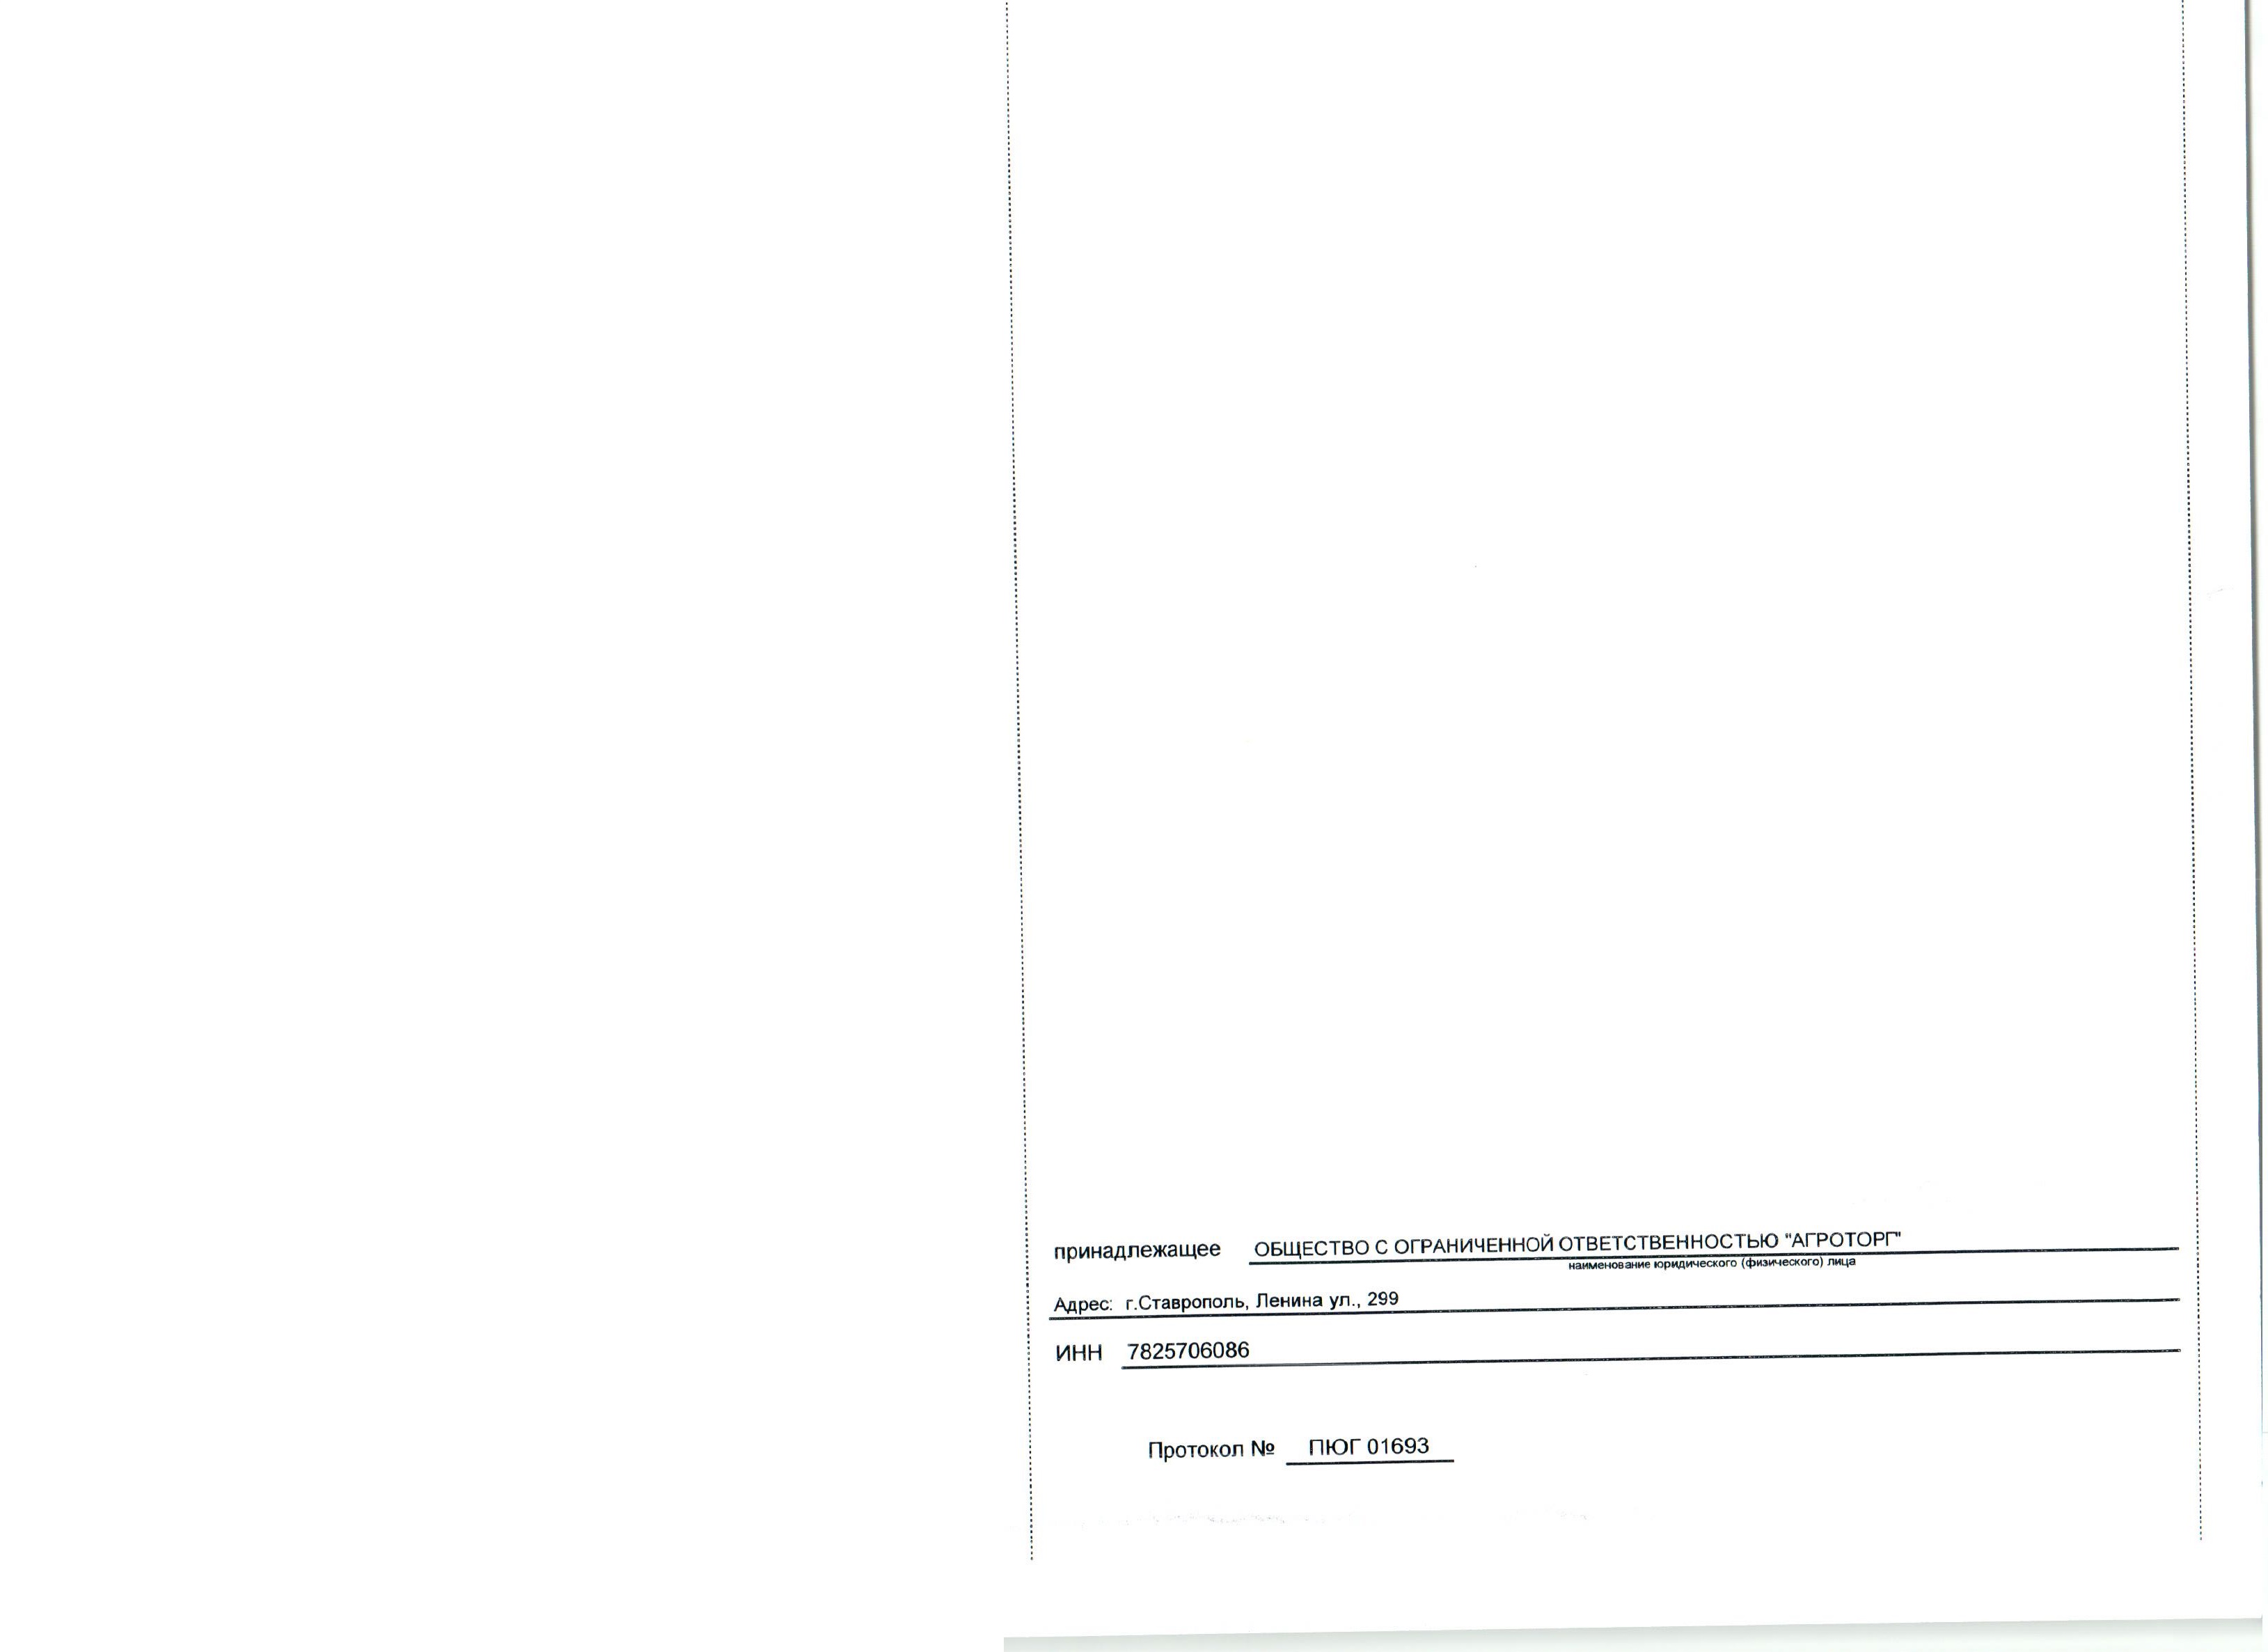 принадлежащее ОБЩЕСТВО С ОГРАНИЧЕННОЙ ОТВЕТСТВЕННОСТЬЮ "АГРОТОРГ"
наименование юридического (физического) лица
Адрес: г.Ставрополь, Ленина ул., 299
ИНН 7825706086
Протокол № ПЮГ 01693